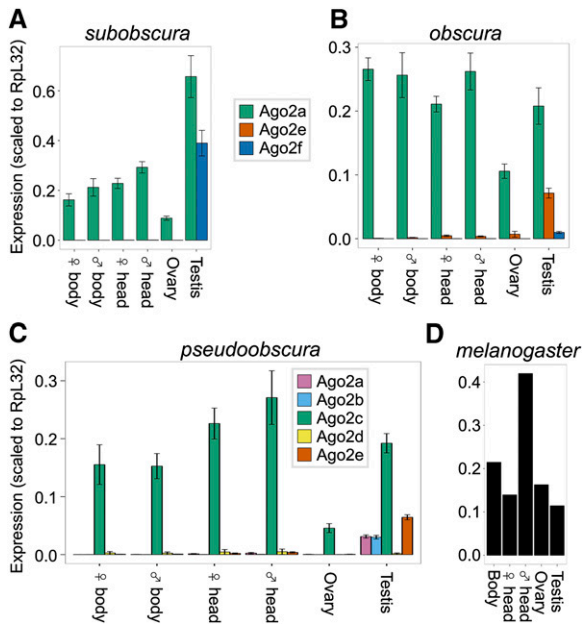 A
subobscura
Expression (scaled to RpL32)
0.6
0.4
0.2
0.0
♀ body
♂ body
♀ head
♂ head
Ovary
Testis
Ago2a
Ago2e
Ago2f
B
obscura
0.3
0.2
0.1
0.0
♀ body
♂ body
♀ head
♂ head
Ovary
Testis
C
pseudoobscura
Expression (scaled to RpL32)
0.3
0.2
0.1
0.0
♀ body
♂ body
♀ head
♂ head
Ovary
Testis
Ago2a
Ago2b
Ago2c
Ago2d
Ago2e
D
melanogaster
0.4
0.3
0.2
0.1
0.0
Body
♀ head
♂ head
Ovary
Testis